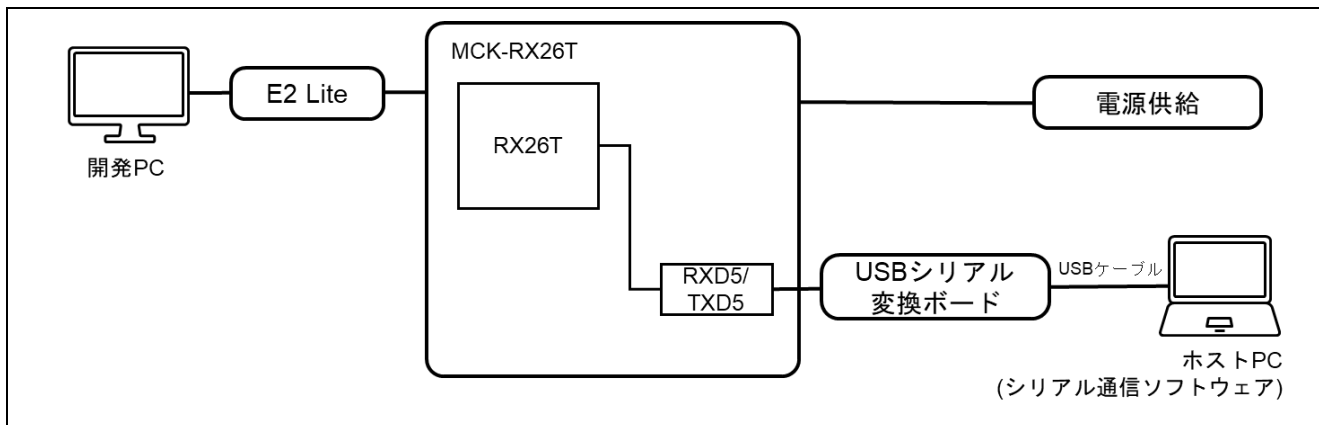 MCK-RX26T
E2 Lite
開発PC
RX26T
電源供給
RXD5/
TXD5
USBシリアル
変換ボード
USBケーブル
ホストPC
(シリアル通信ソフトウェア)